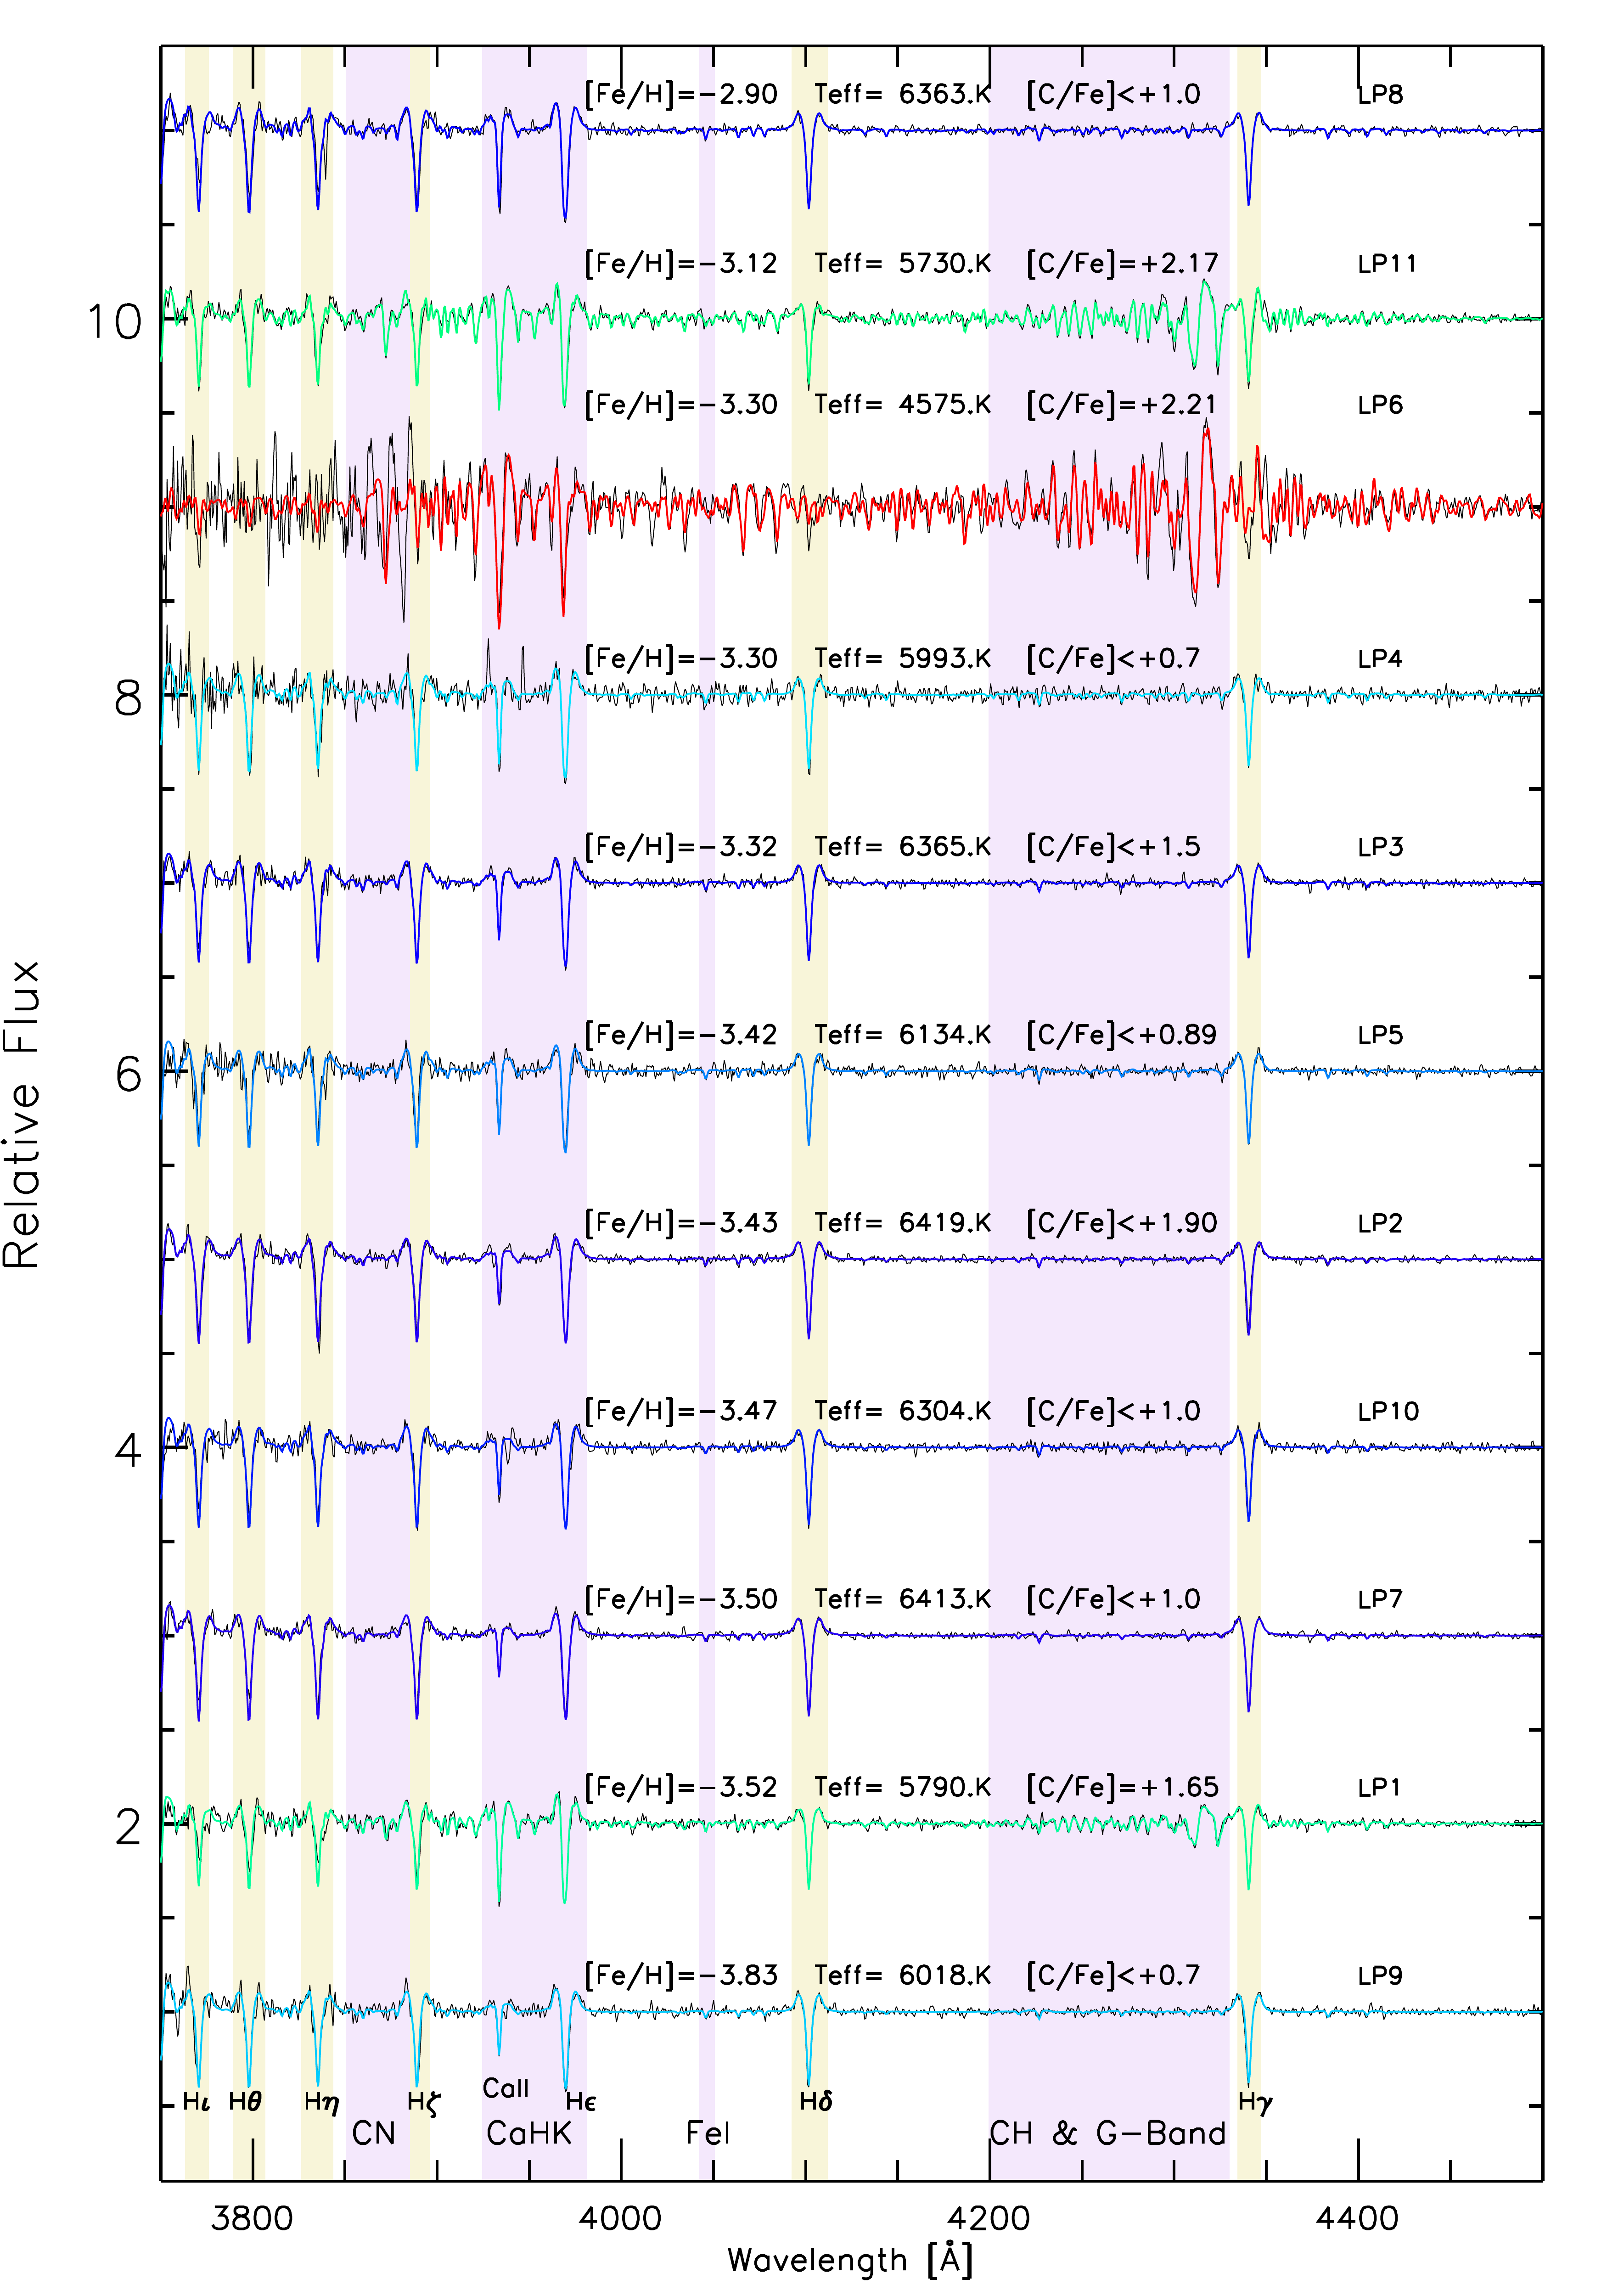 [Fe/H]=-2.90 Teff= 6363.K [C/Fe]<+1.0 LP8
[Fe/H]=-3.12 Teff= 5730.K [C/Fe]=+2.17 LP11
10
[Fe/H]=-3.30 Teff= 4575.K [C/Fe]=+2.21 LP6
[Fe/H]=-3.30 Teff= 5993.K [C/Fe]<+0.7 LP4
8
[Fe/H]=-3.32 Teff= 6365.K [C/Fe]<+1.5 LP3
[Fe/H]=-3.42 Teff= 6134.K [C/Fe]<+0.89 LP5
6
Relative Flux
[Fe/H]=-3.43 Teff= 6419.K [C/Fe]<+1.90 LP2
[Fe/H]=-3.47 Teff= 6304.K [C/Fe]<+1.0 LP10
4
[Fe/H]=-3.50 Teff= 6413.K [C/Fe]<+1.0 LP7
[Fe/H]=-3.52 Teff= 5790.K [C/Fe]=+1.65 LP1
2
[Fe/H]=-3.83 Teff= 6018.K [C/Fe]<+0.7 LP9
CaII
Hι Hθ Hη Hζ Hε Hδ Hγ
CN CaHK FeI CH & G-Band
3800 4000 4200 4400
Wavelength [Å]